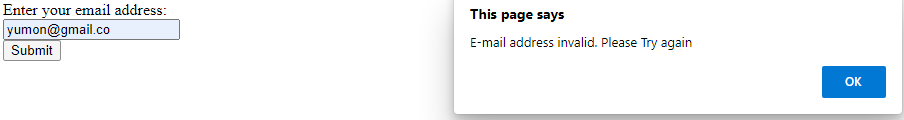 Enter your email address:
yumon@gmail.co
Submit
This page says
E-mail address invalid. Please Try again
OK